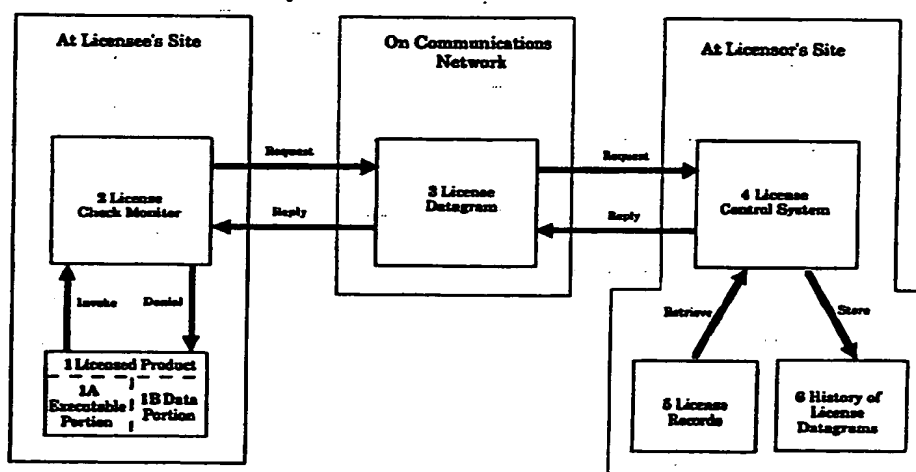 At Licensee's Site
On Communications
Network
At Licensor's Site
Request
Request
2 License
Check Monitor
3 License
Datagram
4 License
Control System
Reply
Reply
Invoke
Denial
Retrieve
Store
1 Licensed Product
1A
Executable
Portion
1B Data
Portion
5 License
Records
6 History of
License
Datagrams